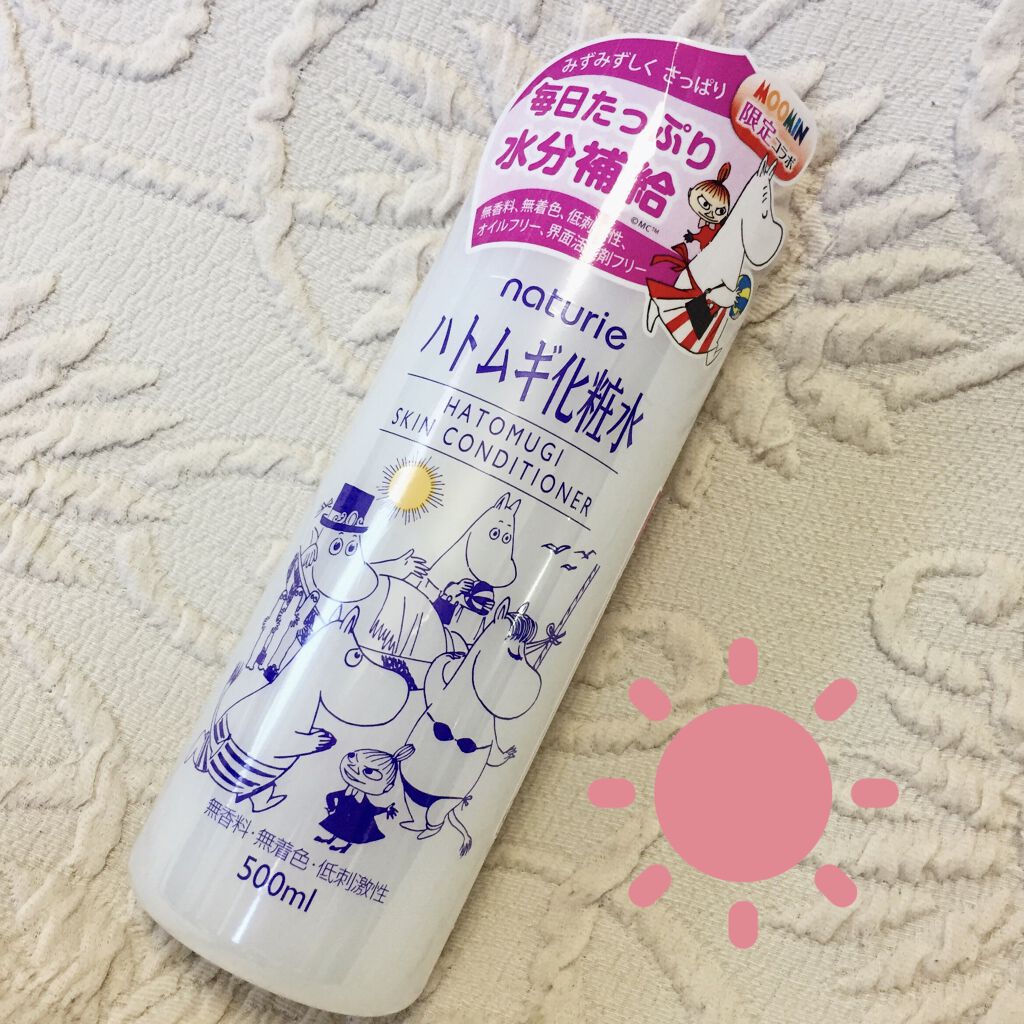 みずみずしく さっぱり
毎日たっぷり
水分補給
MOOMIN
限定コラボ
無香料、無着色、低刺激性、
オイルフリー、界面活性剤フリー
©MC™
naturie
ハトムギ化粧水
HATOMUGI
SKIN CONDITIONER
無香料・無着色・低刺激性
500ml